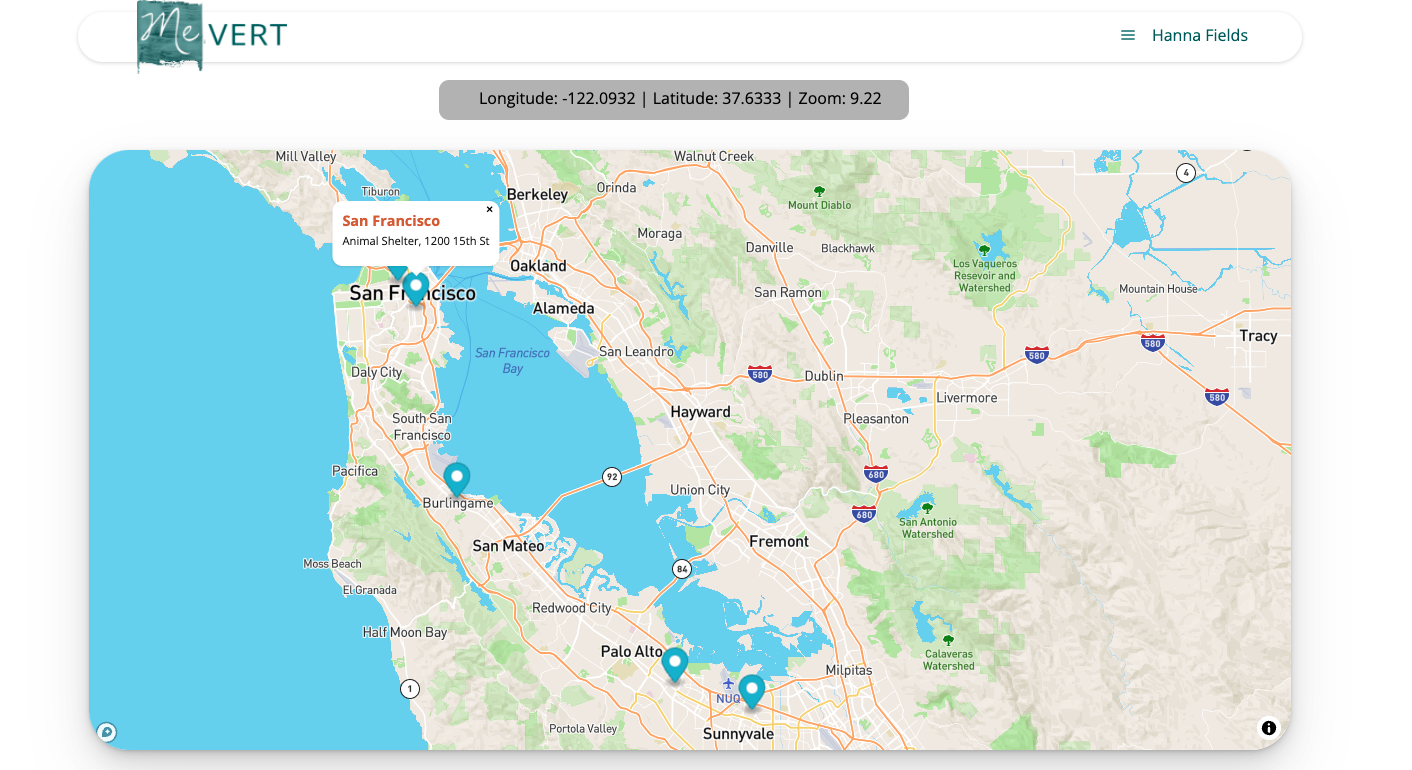 Me VERT
Hanna Fields
Longitude: -122.0932 | Latitude: 37.6333 | Zoom: 9.22
Mill Valley
Walnut Creek
4
Tiburon
Berkeley
Orinda
Mount Diablo
San Francisco
×
Animal Shelter, 1200 15th St
Moraga
Danville
Blackhawk
Oakland
Los Vaqueros
Resevoir and
Watershed
San Francisco
San Ramon
Mountain House
Alameda
Tracy
San Francisco
Bay
San Leandro
580
580
580
Daly City
Dublin
580
Livermore
Hayward
Pleasanton
South San
Francisco
Pacifica
92
680
Burlingame
Union City
680
San Antonio
Watershed
San Mateo
Fremont
Moss Beach
84
El Granada
Redwood City
Half Moon Bay
Palo Alto
Calaveras
Watershed
Milpitas
1
NUQ
Portola Valley
Sunnyvale